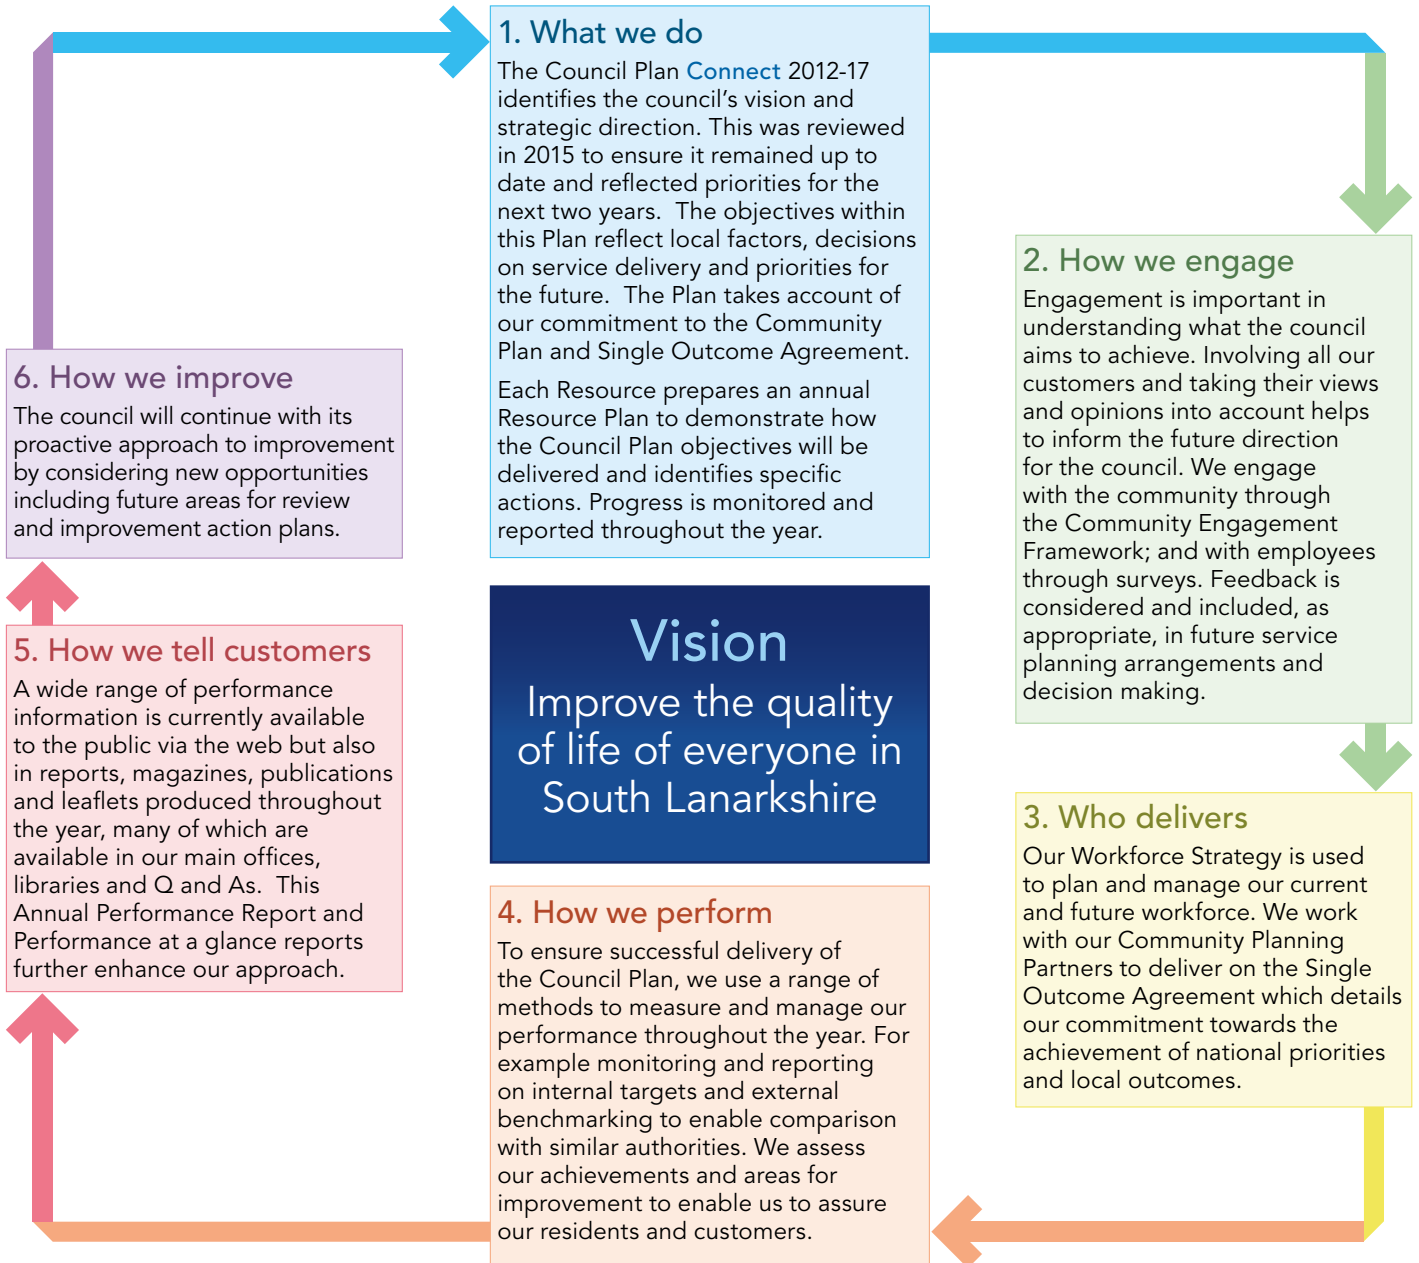 1. What we do
The Council Plan Connect 2012-17
identifies the council's vision and
strategic direction. This was reviewed
in 2015 to ensure it remained up to
date and reflected priorities for the
next two years.  The objectives within
this Plan reflect local factors, decisions
on service delivery and priorities for
the future.  The Plan takes account of
our commitment to the Community
Plan and Single Outcome Agreement.
Each Resource prepares an annual
Resource Plan to demonstrate how
the Council Plan objectives will be
delivered and identifies specific
actions. Progress is monitored and
reported throughout the year.
2. How we engage
Engagement is important in
understanding what the council
aims to achieve. Involving all our
customers and taking their views
and opinions into account helps
to inform the future direction
for the council. We engage
with the community through
the Community Engagement
Framework; and with employees
through surveys. Feedback is
considered and included, as
appropriate, in future service
planning arrangements and
decision making.
3. Who delivers
Our Workforce Strategy is used
to plan and manage our current
and future workforce. We work
with our Community Planning
Partners to deliver on the Single
Outcome Agreement which details
our commitment towards the
achievement of national priorities
and local outcomes.
4. How we perform
To ensure successful delivery of
the Council Plan, we use a range of
methods to measure and manage our
performance throughout the year. For
example monitoring and reporting
on internal targets and external
benchmarking to enable comparison
with similar authorities. We assess
our achievements and areas for
improvement to enable us to assure
our residents and customers.
5. How we tell customers
A wide range of performance
information is currently available
to the public via the web but also
in reports, magazines, publications
and leaflets produced throughout
the year, many of which are
available in our main offices,
libraries and Q and As.  This
Annual Performance Report and
Performance at a glance reports
further enhance our approach.
6. How we improve
The council will continue with its
proactive approach to improvement
by considering new opportunities
including future areas for review
and improvement action plans.
Vision
Improve the quality
of life of everyone in
South Lanarkshire